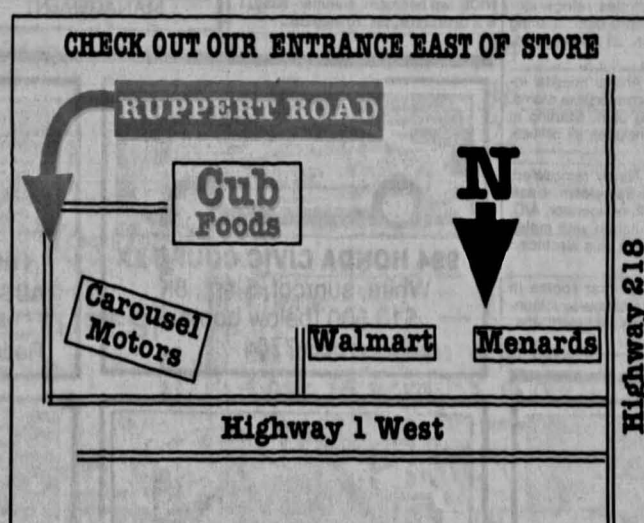 CHECK OUT OUR ENTRANCE EAST OF STORE
RUPPERT ROAD
Cub
Foods
N
Carousel
Motors
Walmart
Menards
Highway 218
Highway 1 West